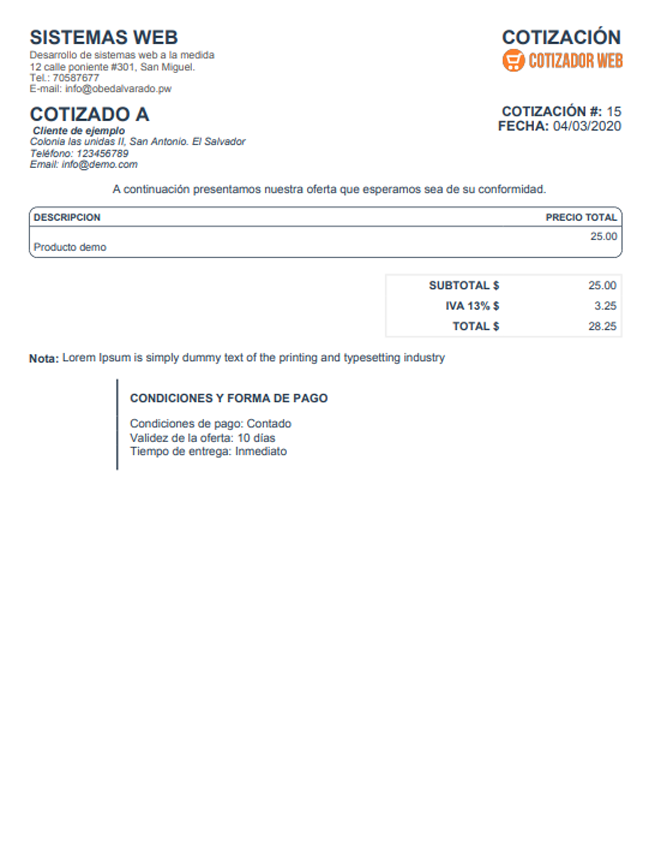 SISTEMAS WEB
Desarrollo de sistemas web a la medida
12 calle poniente #301, San Miguel.
Tel.: 70587677
E-mail: info@obedalvarado.pw
COTIZACIÓN
COTIZADOR WEB
COTIZADO A
Cliente de ejemplo
Colonia las unidas II, San Antonio. El Salvador
Teléfono: 123456789
Email: info@demo.com
COTIZACIÓN #: 15
FECHA: 04/03/2020
A continuación presentamos nuestra oferta que esperamos sea de su conformidad.
DESCRIPCION PRECIO TOTAL
Producto demo 25.00
SUBTOTAL $ 25.00
IVA 13% $ 3.25
TOTAL $ 28.25
Nota: Lorem Ipsum is simply dummy text of the printing and typesetting industry
CONDICIONES Y FORMA DE PAGO
Condiciones de pago: Contado
Validez de la oferta: 10 días
Tiempo de entrega: Inmediato